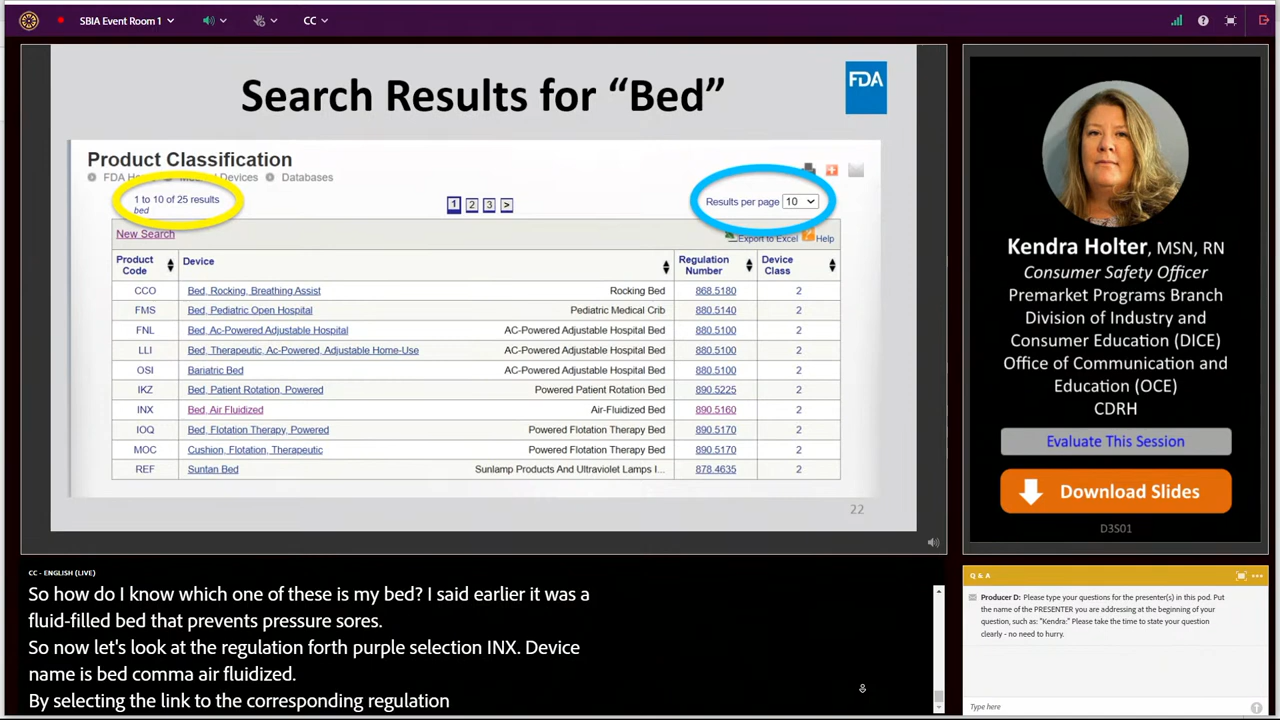 SBIA Event Room 1
CC
Search Results for “Bed”
FDA
Product Classification
Databases
1 to 10 of 25 results
bed
1 2 3 >
Results per page 10
New Search
Export to Excel Help
Product Code Device Regulation Number Device Class
CCO Bed, Rocking, Breathing Assist Rocking Bed 868.5180 2
FMS Bed, Pediatric Open Hospital Pediatric Medical Crib 880.5140 2
FNL Bed, Ac-Powered Adjustable Hospital AC-Powered Adjustable Hospital Bed 880.5100 2
LLI Bed, Therapeutic, Ac-Powered, Adjustable Home-Use AC-Powered Adjustable Hospital Bed 880.5100 2
OSI Bariatric Bed AC-Powered Adjustable Hospital Bed 880.5100 2
IKZ Bed, Patient Rotation, Powered Powered Patient Rotation Bed 890.5225 2
INX Bed, Air Fluidized Air-Fluidized Bed 890.5160 2
IOQ Bed, Flotation Therapy, Powered Powered Flotation Therapy Bed 890.5170 2
MOC Cushion, Flotation, Therapeutic Powered Flotation Therapy Bed 890.5170 2
REF Suntan Bed Sunlamp Products And Ultraviolet Lamps I... 878.4635 2
22
Kendra Holter, MSN, RN
Consumer Safety Officer
Premarket Programs Branch
Division of Industry and
Consumer Education (DICE)
Office of Communication and
Education (OCE)
CDRH
Evaluate This Session
Download Slides
D3S01
CC - ENGLISH (LIVE)
So how do I know which one of these is my bed? I said earlier it was a
fluid-filled bed that prevents pressure sores.
So now let's look at the regulation forth purple selection INX. Device
name is bed comma air fluidized.
By selecting the link to the corresponding regulation
Q & A
Producer D: Please type your questions for the presenter(s) in this pod. Put
the name of the PRESENTER you are addressing at the beginning of your
question, such as: "Kendra:" Please take the time to state your question
clearly - no need to hurry.
Type here